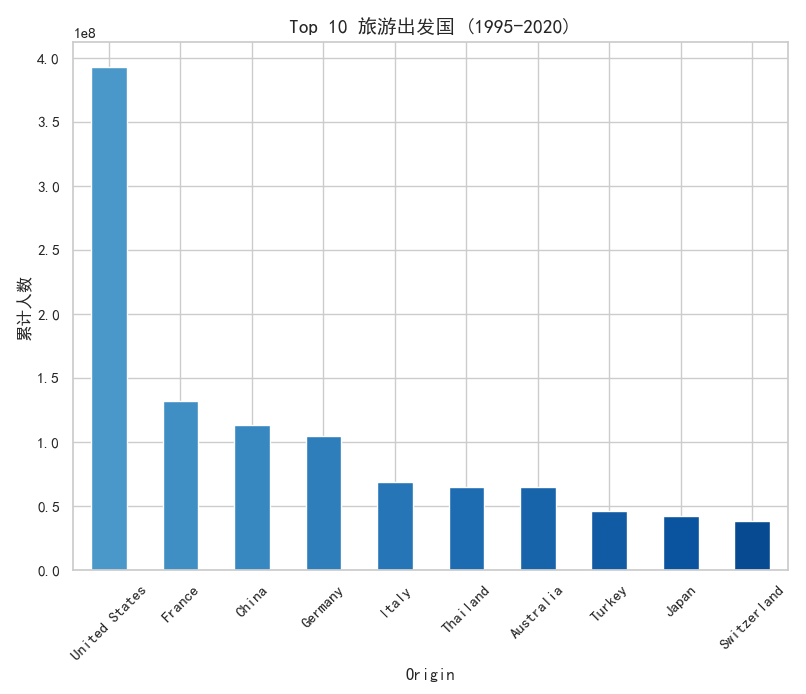 Top 10 旅游出发国 (1995-2020)
1e8
4.0
3.5
3.0
2.5
2.0
1.5
1.0
0.5
0.0
累计人数
United States
France
China
Germany
Italy
Thailand
Australia
Turkey
Japan
Switzerland
Origin